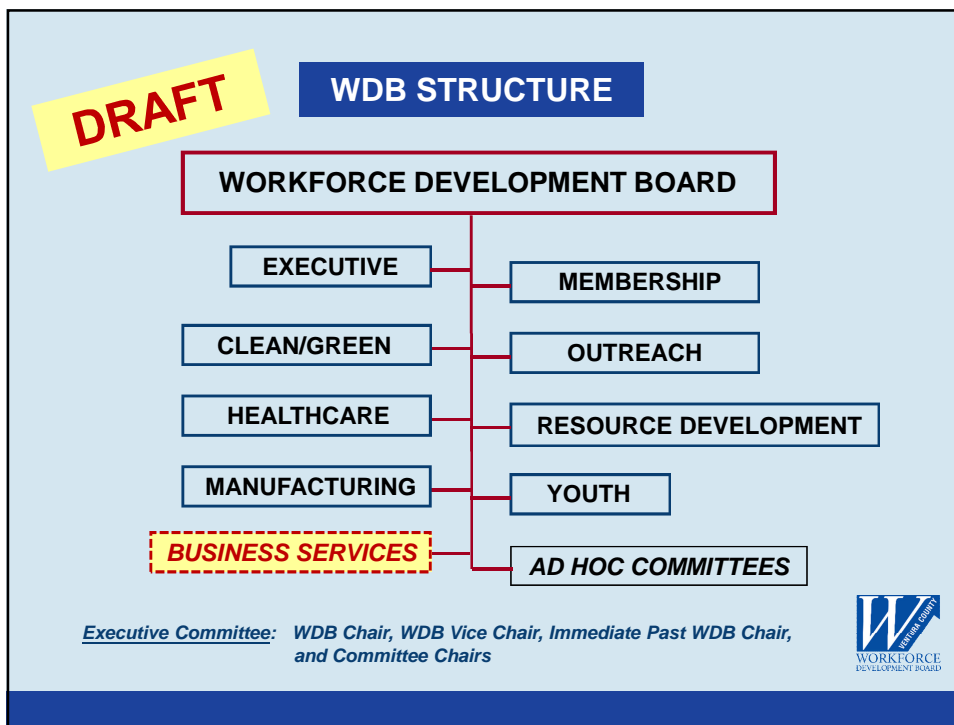 DRAFT
WDB STRUCTURE
WORKFORCE DEVELOPMENT BOARD
EXECUTIVE
MEMBERSHIP
CLEAN/GREEN
OUTREACH
HEALTHCARE
RESOURCE DEVELOPMENT
MANUFACTURING
YOUTH
BUSINESS SERVICES
AD HOC COMMITTEES
Executive Committee: WDB Chair, WDB Vice Chair, Immediate Past WDB Chair,
and Committee Chairs
W
VENTURA COUNTY
WORKFORCE
DEVELOPMENT BOARD